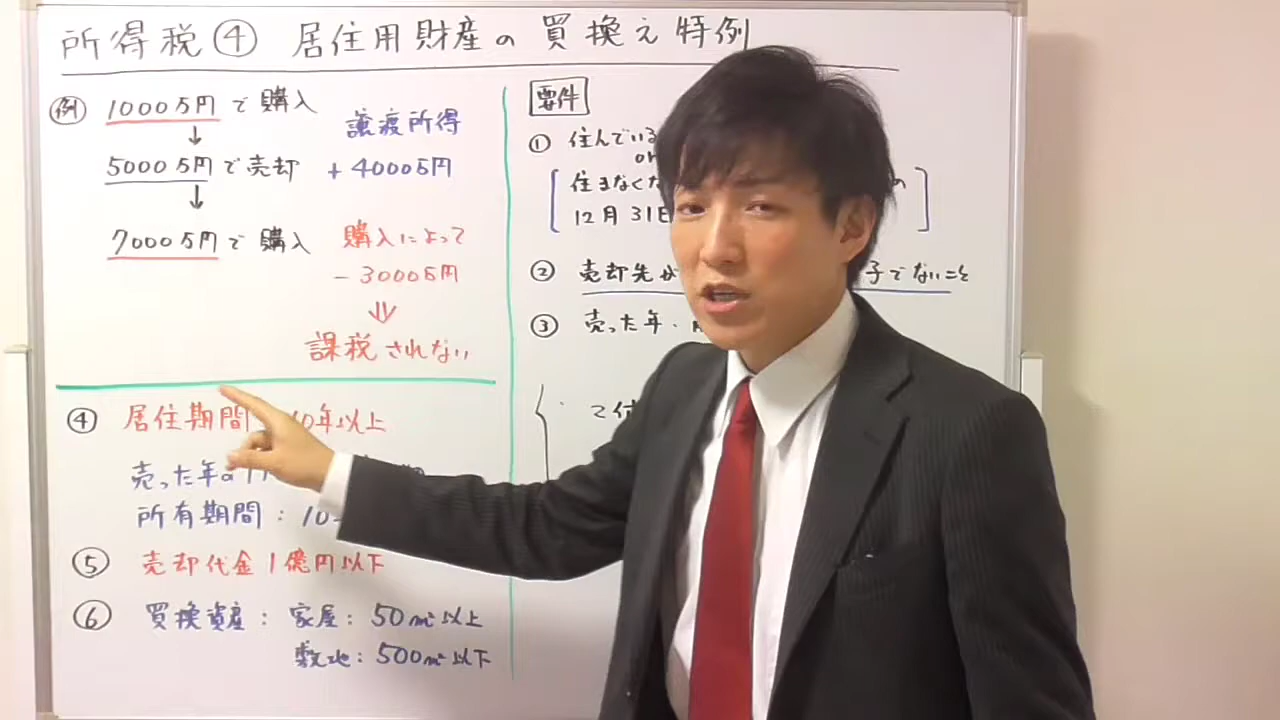 所得税④ 居住用財産の買換え特例
例 1000万円で購入
↓
5000万円で売却
↓
7000万円で購入
譲渡所得
+4000万円
購入によって
-3000万円
⇓
課税されない
④ 居住期間 10年以上
売った年の1
所有期間:10
⑤ 売却代金1億円以下
⑥ 買換資産:家屋:50㎡以上
敷地:500㎡以下
要件
① 住んでいる
or
住まなくな の
12月31日
② 売却先が 子でないこと
③ 売った年・